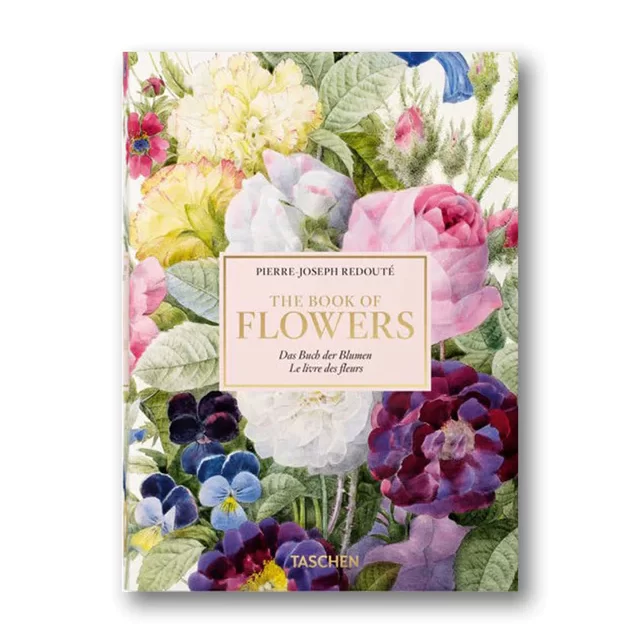 PIERRE-JOSEPH REDOUTÉ
THE BOOK OF
FLOWERS
Das Buch der Blumen
Le livre des fleurs
TASCHEN